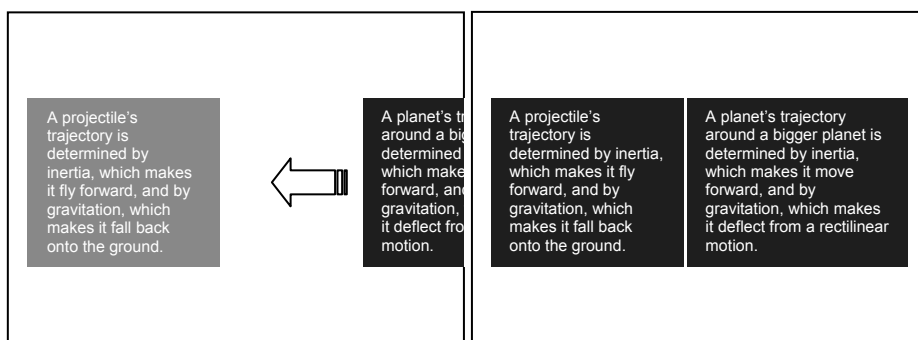 A projectile's
trajectory is
determined by
inertia, which makes
it fly forward, and by
gravitation, which
makes it fall back
onto the ground.
A planet's tr
around a big
determined
which make
forward, and
gravitation,
it deflect fro
motion.
A projectile's
trajectory is
determined by inertia,
which makes it fly
forward, and by
gravitation, which
makes it fall back
onto the ground.
A planet's trajectory
around a bigger planet is
determined by inertia,
which makes it move
forward, and by
gravitation, which makes
it deflect from a rectilinear
motion.